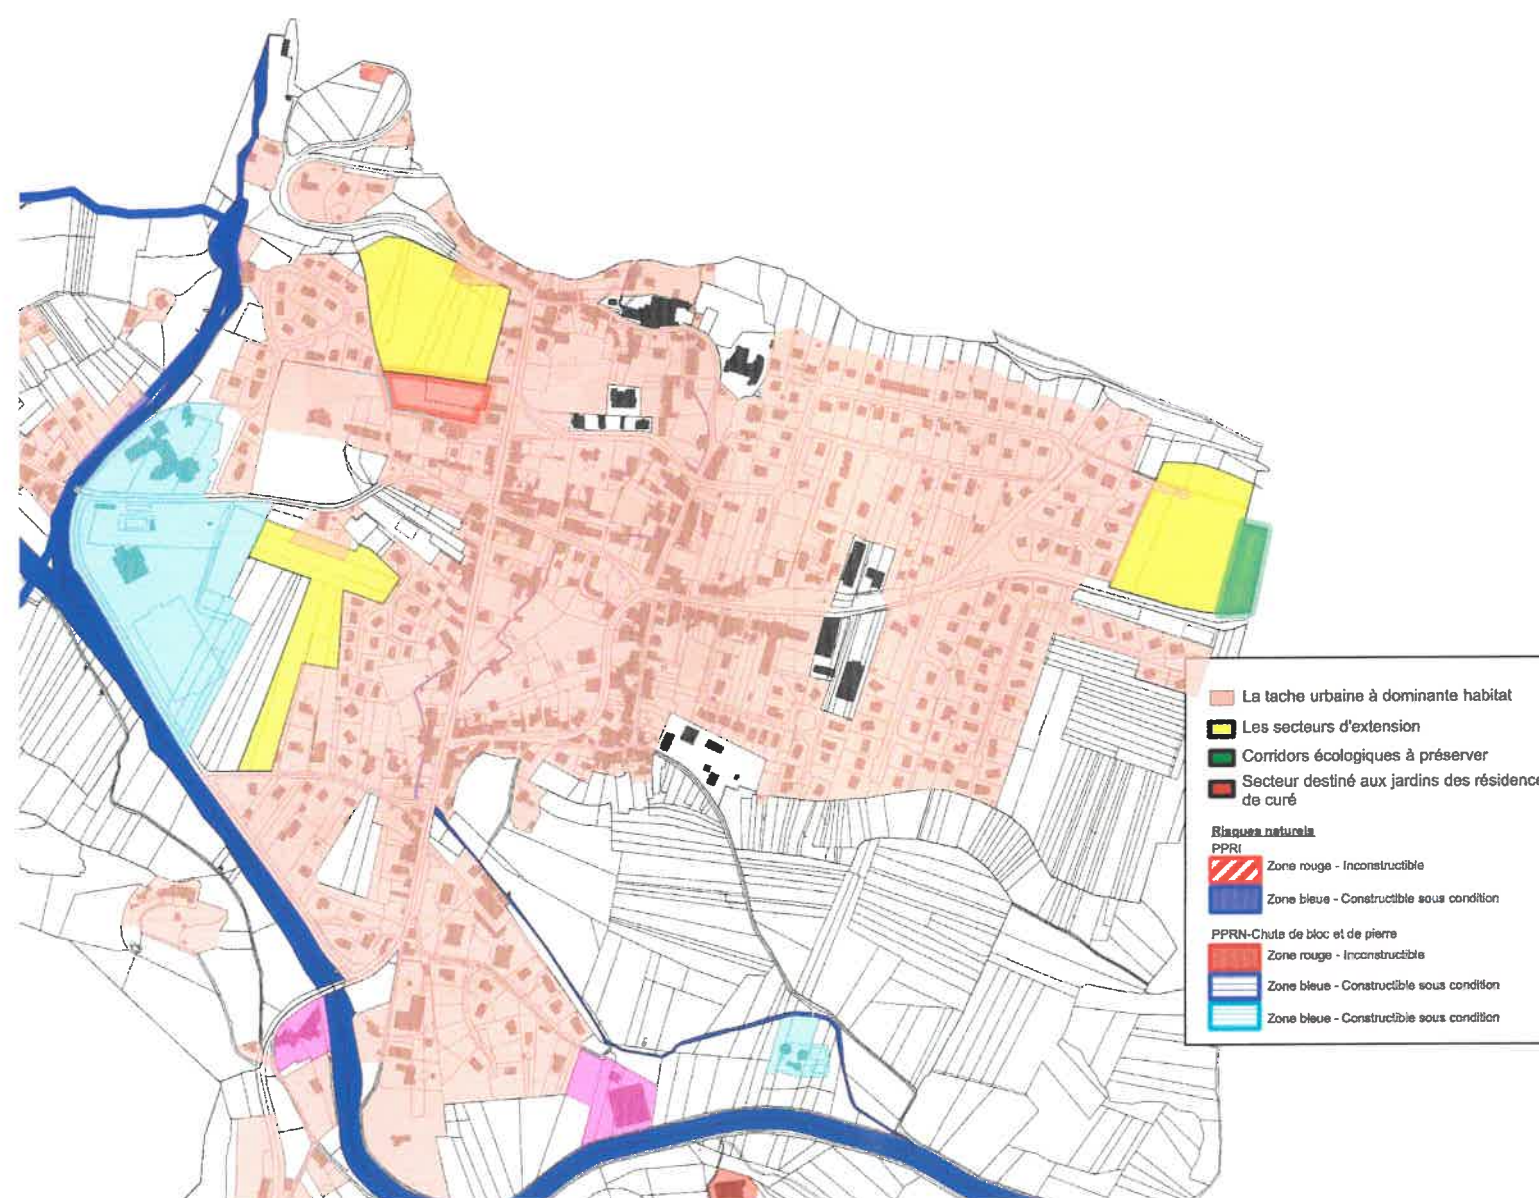 La tache urbaine à dominante habitat
Les secteurs d'extension
Corridors écologiques à préserver
Secteur destiné aux jardins des résidence
de curé
Risques naturels
PPRI
Zone rouge - Inconstructible
Zone bleue - Constructible sous condition
PPRN-Chute de bloc et de pierre
Zone rouge - Inconstructible
Zone bleue - Constructible sous condition
Zone bleue - Constructible sous condition